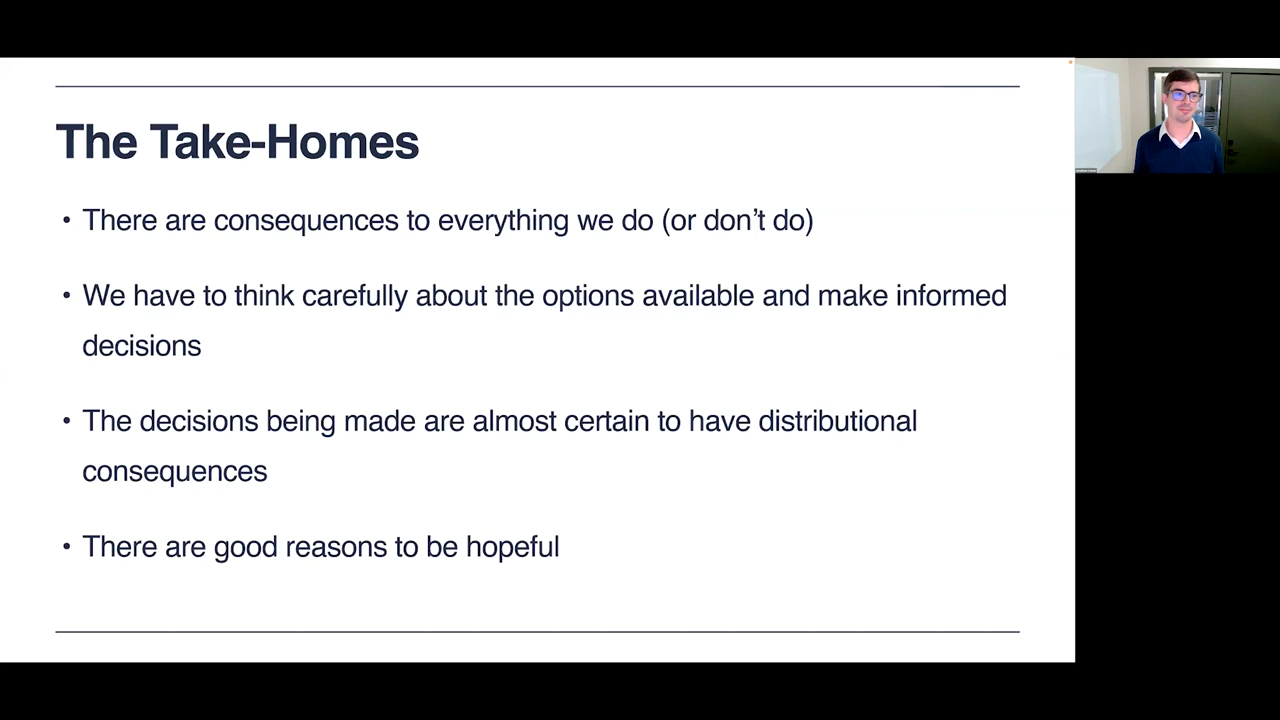 The Take-Homes
• There are consequences to everything we do (or don’t do)
• We have to think carefully about the options available and make informed
decisions
• The decisions being made are almost certain to have distributional
consequences
• There are good reasons to be hopeful